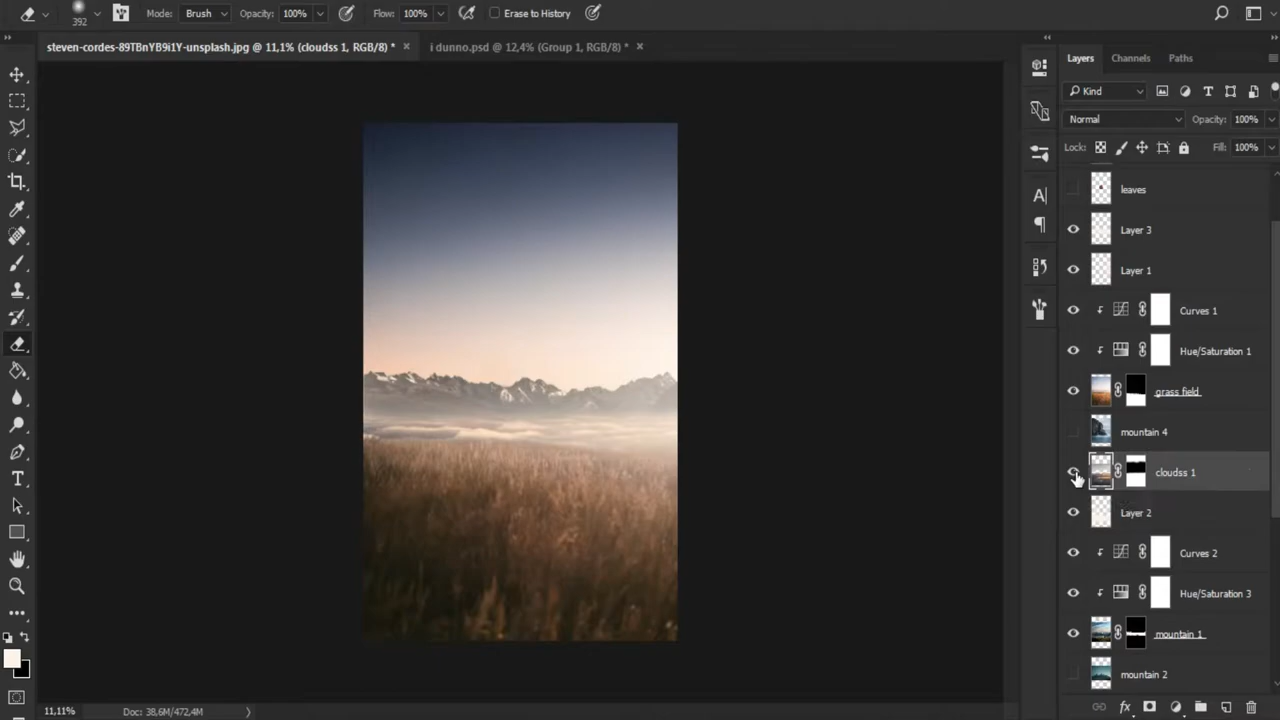 392 Mode: Brush Opacity: 100% Flow: 100% Erase to History
steven-cordes-89TBnYB9i1Y-unsplash.jpg @ 11,1% (cloudss 1, RGB/8) * × i dunno.psd @ 12,4% (Group 1, RGB/8) * ×
Layers Channels Paths
Kind
Normal Opacity: 100%
Lock: Fill: 100%
leaves
Layer 3
Layer 1
Curves 1
Hue/Saturation 1
grass field
mountain 4
cloudss 1
Layer 2
Curves 2
Hue/Saturation 3
mountain 1
mountain 2
11,11% Doc: 38,6M/472,4M